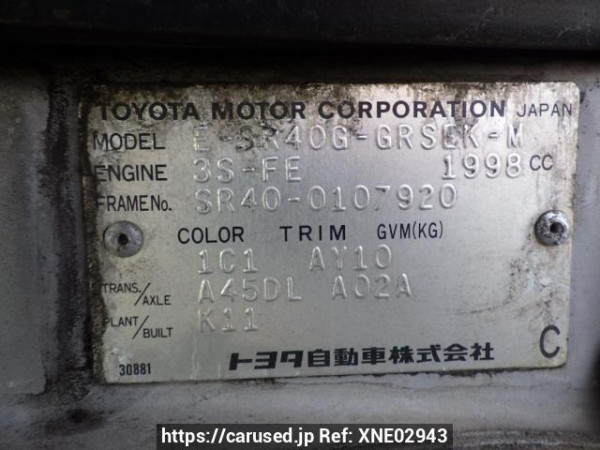 TOYOTA MOTOR CORPORATION JAPAN
MODEL E-SR40G-GRSEK-M
ENGINE 3S-FE 1998 CC
FRAME No. SR40-0107920
COLOR TRIM GVM(KG)
1C1 AY10
TRANS./AXLE A45DL A02A
PLANT/BUILT K11
30881 トヨタ自動車株式会社 C
https://carused.jp Ref: XNE02943